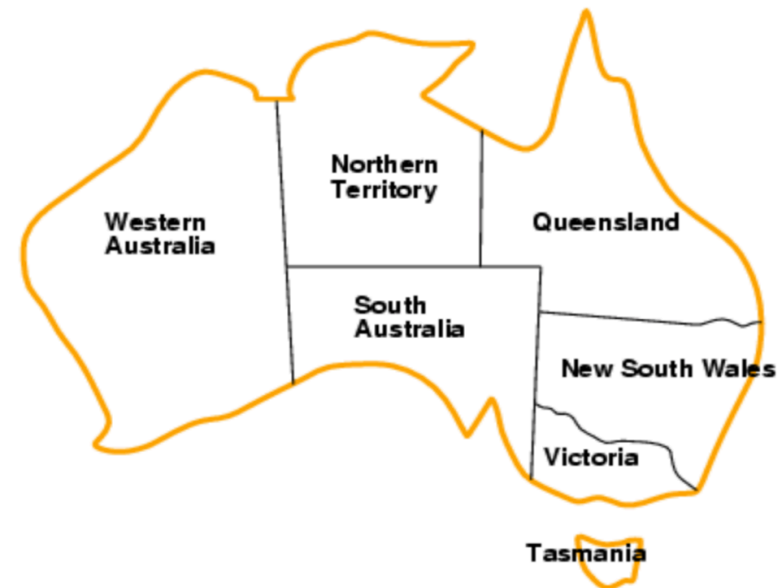 Northern
Territory
Western
Australia
Queensland
South
Australia
New South Wales
Victoria
Tasmania